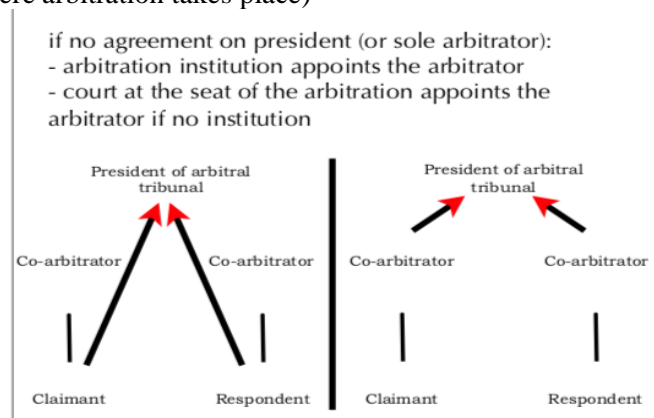 ere arbitration takes place)
if no agreement on president (or sole arbitrator):
- arbitration institution appoints the arbitrator
- court at the seat of the arbitration appoints the
arbitrator if no institution
President of arbitral
tribunal
Co-arbitrator
Co-arbitrator
Claimant
Respondent
President of arbitral
tribunal
Co-arbitrator
Co-arbitrator
Claimant
Respondent